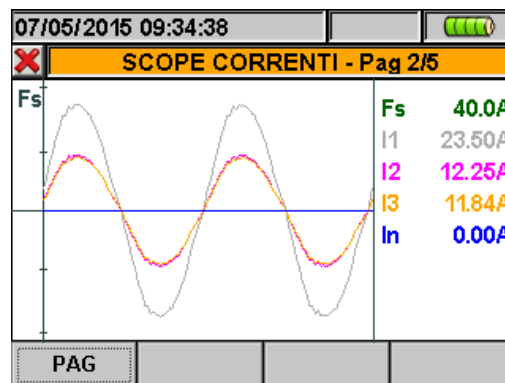 07/05/2015 09:34:38
SCOPE CORRENTI - Pag 2/5
Fs
Fs 40.0A
I1 23.50A
I2 12.25A
I3 11.84A
In 0.00A
PAG